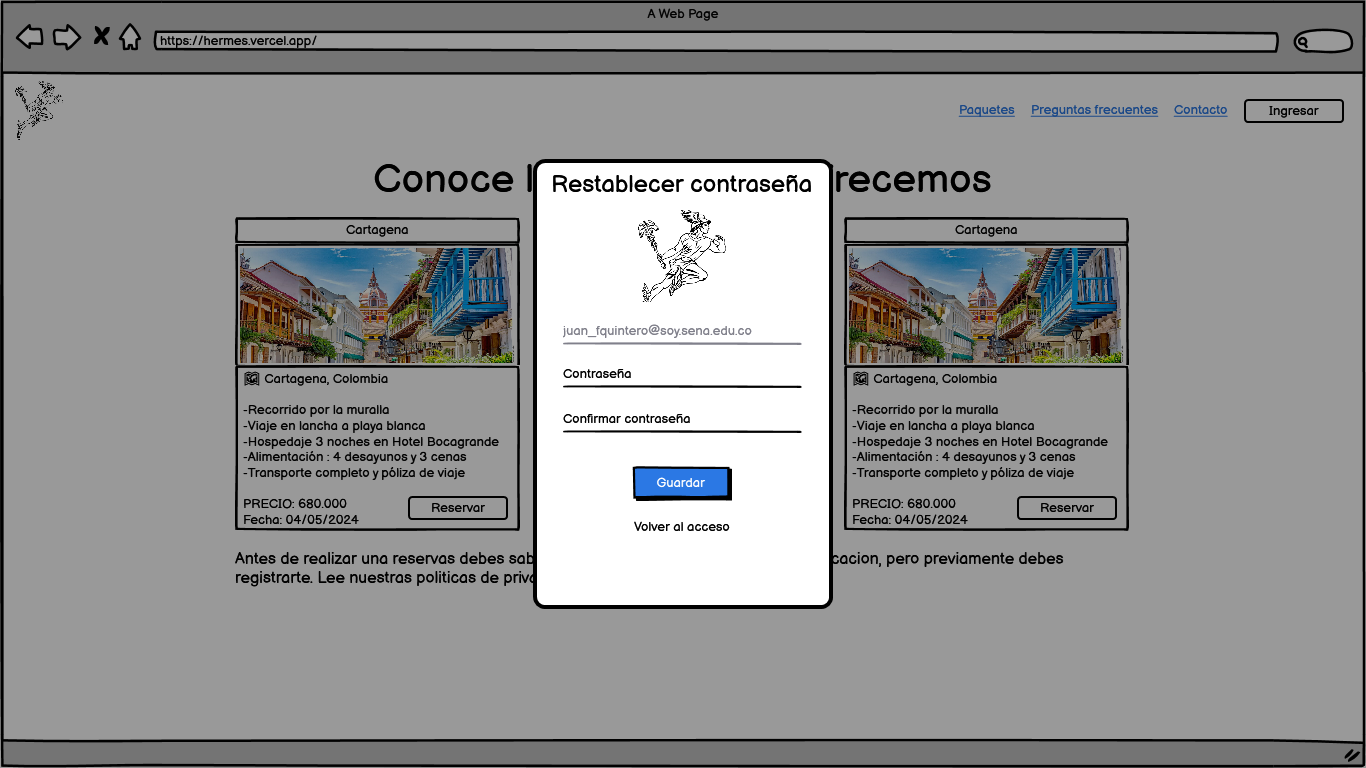 A Web Page
https://hermes.vercel.app/
Paquetes Preguntas frecuentes Contacto Ingresar
Conoce
recemos
Restablecer contraseña
juan_fquintero@soy.sena.edu.co
Contraseña
Confirmar contraseña
Guardar
Volver al acceso
Cartagena
Cartagena, Colombia
-Recorrido por la muralla
-Viaje en lancha a playa blanca
-Hospedaje 3 noches en Hotel Bocagrande
-Alimentación : 4 desayunos y 3 cenas
-Transporte completo y póliza de viaje
PRECIO: 680.000
Fecha: 04/05/2024
Reservar
Cartagena
Cartagena, Colombia
-Recorrido por la muralla
-Viaje en lancha a playa blanca
-Hospedaje 3 noches en Hotel Bocagrande
-Alimentación : 4 desayunos y 3 cenas
-Transporte completo y póliza de viaje
PRECIO: 680.000
Fecha: 04/05/2024
Reservar
Antes de realizar una reservas debes sab
cacion, pero previamente debes
registrarte. Lee nuestras politicas de priv